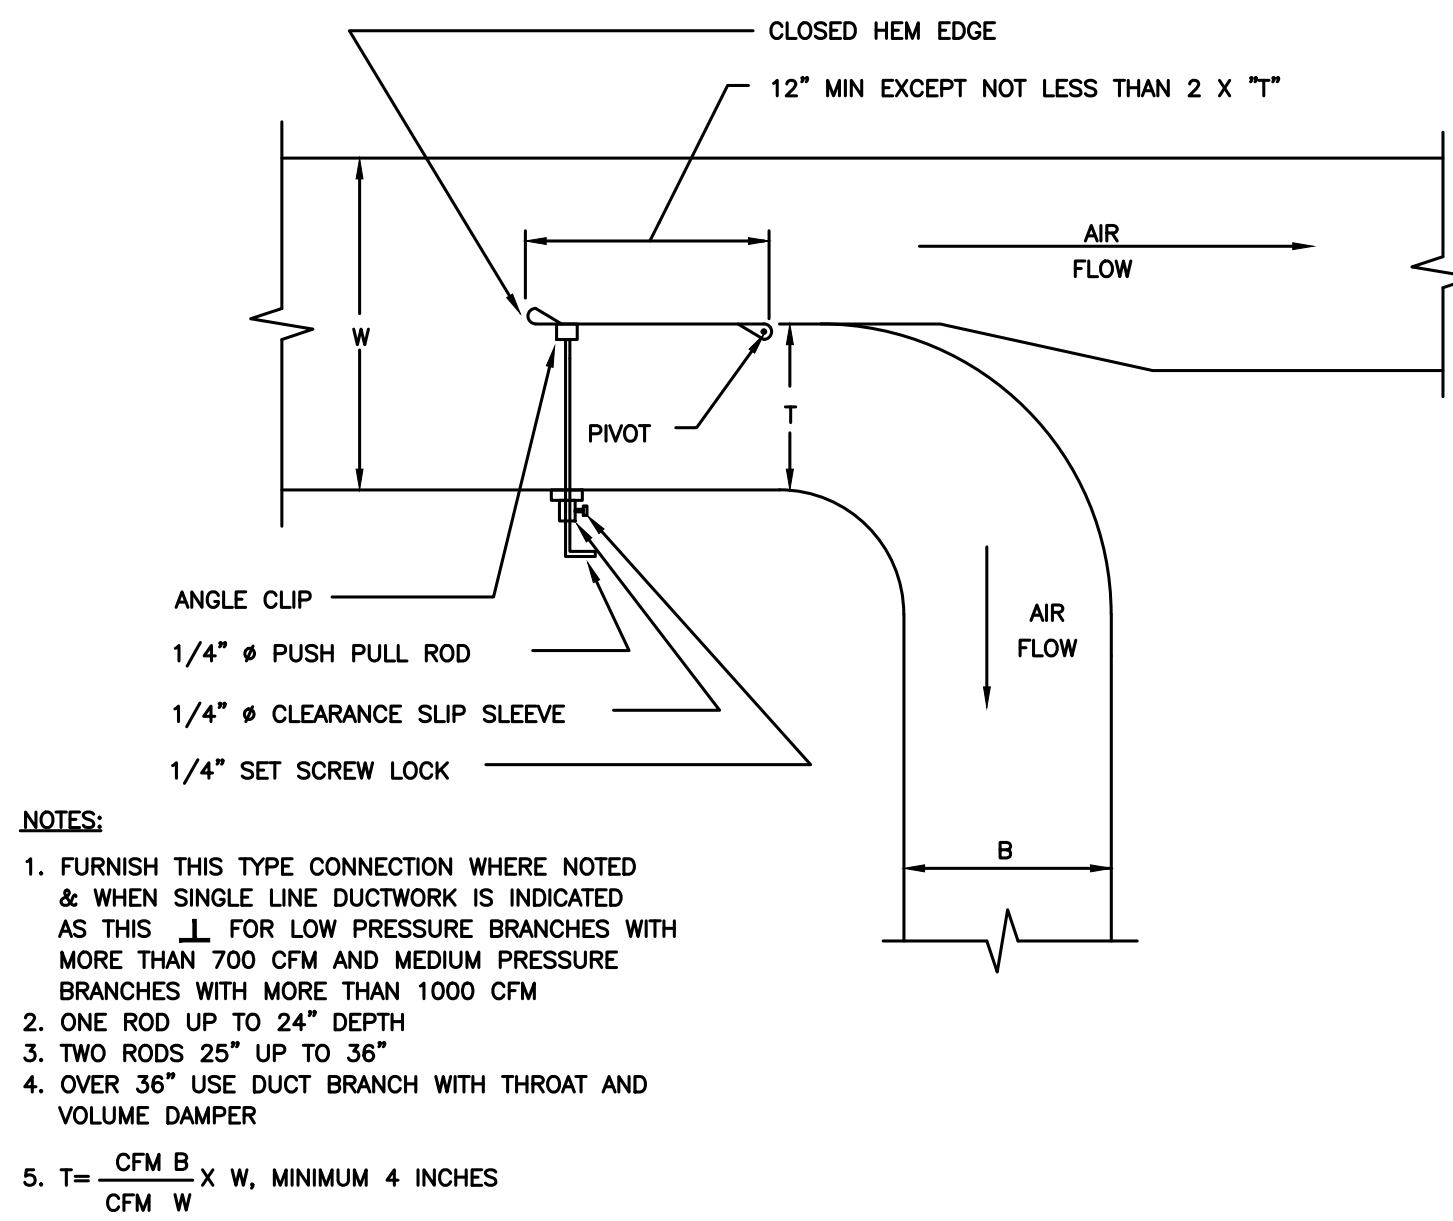 CLOSED HEM EDGE
12" MIN EXCEPT NOT LESS THAN 2 X "T"
AIR
FLOW
W
T
PIVOT
ANGLE CLIP
1/4" ø PUSH PULL ROD
1/4" ø CLEARANCE SLIP SLEEVE
1/4" SET SCREW LOCK
AIR
FLOW
B
NOTES:
1. FURNISH THIS TYPE CONNECTION WHERE NOTED
& WHEN SINGLE LINE DUCTWORK IS INDICATED
AS THIS ⊥ FOR LOW PRESSURE BRANCHES WITH
MORE THAN 700 CFM AND MEDIUM PRESSURE
BRANCHES WITH MORE THAN 1000 CFM
2. ONE ROD UP TO 24" DEPTH
3. TWO RODS 25" UP TO 36"
4. OVER 36" USE DUCT BRANCH WITH THROAT AND
VOLUME DAMPER
CFM B
5. T= X W, MINIMUM 4 INCHES
CFM W